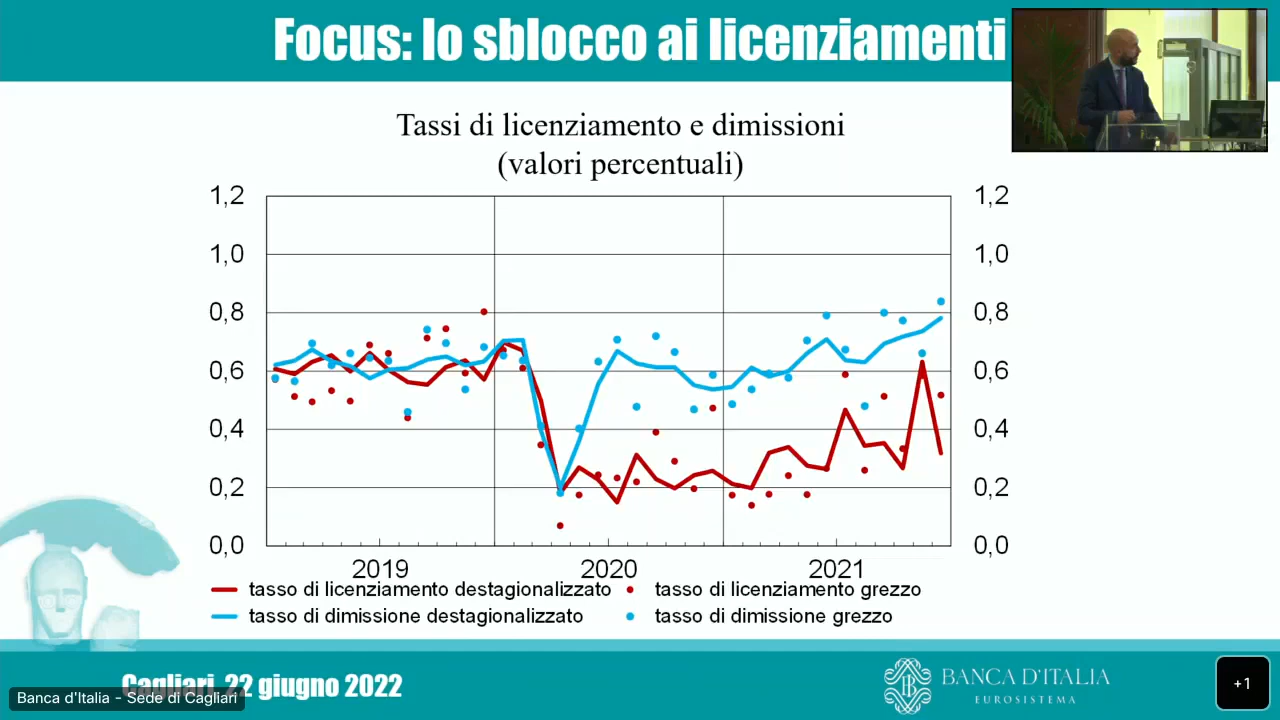 Focus: lo sblocco ai licenziamenti
Tassi di licenziamento e dimissioni
(valori percentuali)
1,2 1,2
1,0 1,0
0,8 0,8
0,6 0,6
0,4 0,4
0,2 0,2
0,0 0,0
2019 2020 2021
tasso di licenziamento destagionalizzato tasso di licenziamento grezzo
tasso di dimissione destagionalizzato tasso di dimissione grezzo
Cagliari, 22 giugno 2022
Banca d'Italia - Sede di Cagliari
BANCA D'ITALIA
EUROSISTEMA
+1